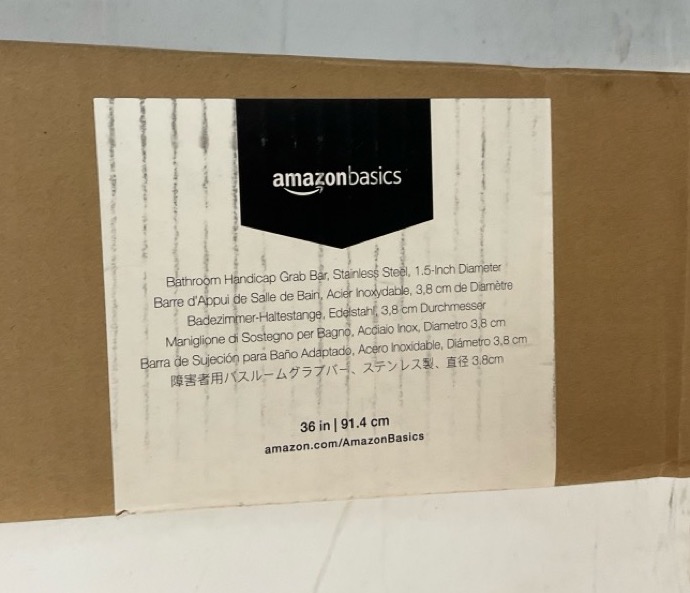 amazonbasics
Bathroom Handicap Grab Bar, Stainless Steel, 1.5-Inch Diameter
Barre d'Appui de Salle de Bain, Acier Inoxydable, 3,8 cm de Diamètre
Badezimmer-Haltestange, Edelstahl, 3,8 cm Durchmesser
Maniglione di Sostegno per Bagno, Acciaio Inox, Diametro 3,8 cm
Barra de Sujeción para Baño Adaptado, Acero Inoxidable, Diámetro 3,8 cm
障害者用バスルームグラブバー、ステンレス製、直径 3.8cm
36 in | 91.4 cm
amazon.com/AmazonBasics